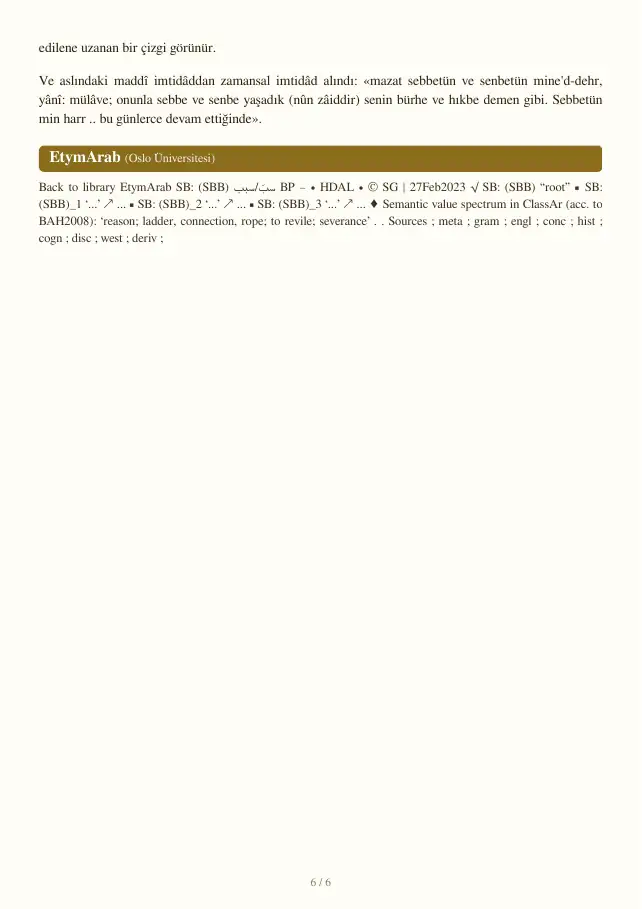 edilene uzanan bir çizgi görünür.
Ve aslındaki maddî imtidâddan zamansal imtidâd alındı: «mazat sebbetün ve senbetün mine'd-dehr,
yânî: mülâve; onunla sebbe ve senbe yaşadık (nûn zâiddir) senin bürhe ve hıkbe demen gibi. Sebbetün
min harr .. bu günlerce devam ettiğinde».
EtymArab (Oslo Üniversitesi)
Back to library EtymArab SB: (SBB) سبّ/سبب BP – • HDAL • © SG | 27Feb2023 √ SB: (SBB) “root” ▪ SB:
(SBB)_1 ‘...’ ↗ ... ▪ SB: (SBB)_2 ‘...’ ↗ ... ▪ SB: (SBB)_3 ‘...’ ↗ ... ♦ Semantic value spectrum in ClassAr (acc. to
BAH2008): ‘reason; ladder, connection, rope; to revile; severance’ . . Sources ; meta ; gram ; engl ; conc ; hist ;
cogn ; disc ; west ; deriv ;
6 / 6